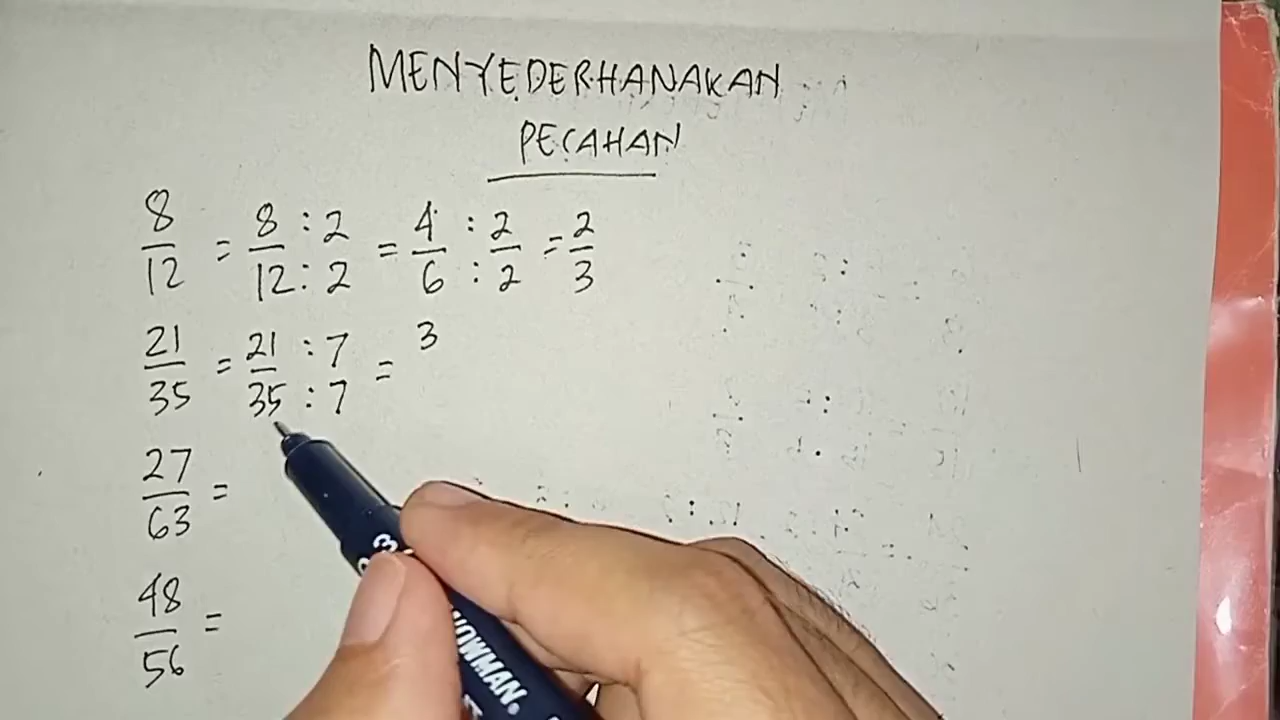 MENYEDERHANAKAN
PECAHAN
8/12 = 8 : 2 / 12 : 2 = 4 : 2 / 6 : 2 = 2/3
21/35 = 21 : 7 / 35 : 7 = 3
27/63 =
48/56 =
SNOWMAN